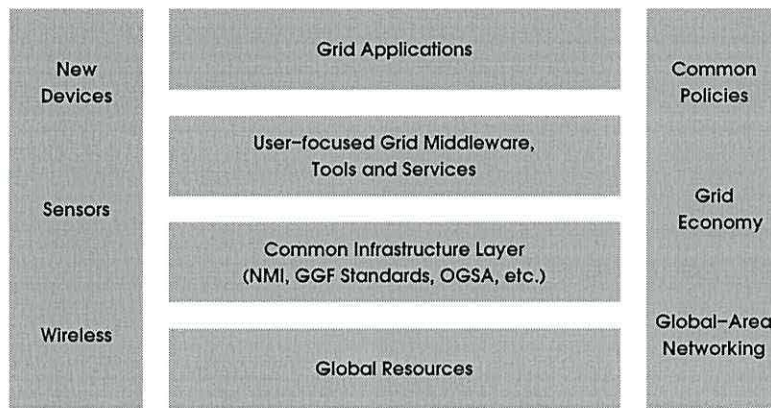 New
Devices
Sensors
Wireless
Grid Applications
User-focused Grid Middleware,
Tools and Services
Common Infrastructure Layer
(NMI, GGF Standards, OGSA, etc.)
Global Resources
Common
Policies
Grid
Economy
Global-Area
Networking